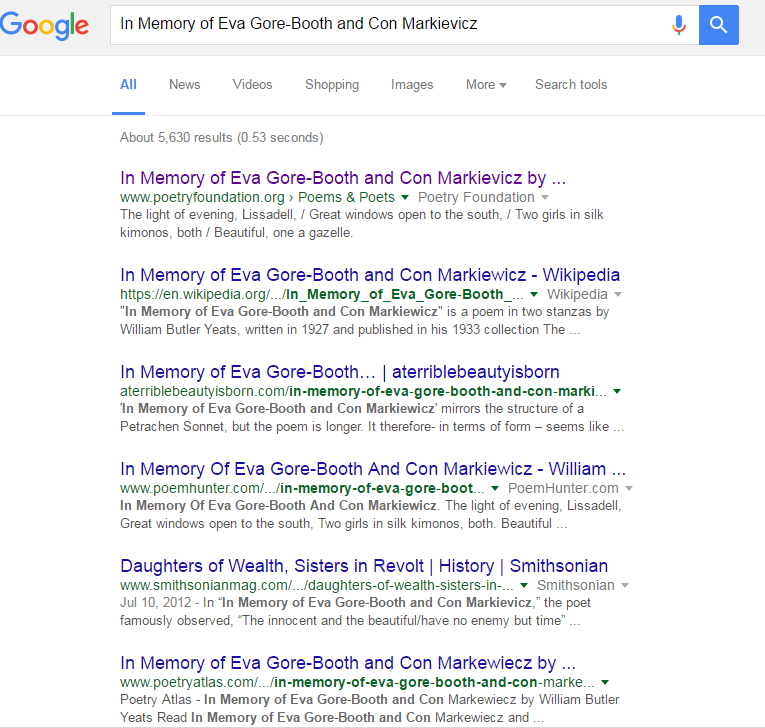 Google
In Memory of Eva Gore-Booth and Con Markievicz
All News Videos Shopping Images More Search tools
About 5,630 results (0.53 seconds)
In Memory of Eva Gore-Booth and Con Markievicz by ...
www.poetryfoundation.org › Poems & Poets Poetry Foundation
The light of evening, Lissadell, / Great windows open to the south, / Two girls in silk
kimonos, both / Beautiful, one a gazelle.
In Memory of Eva Gore-Booth and Con Markiewicz - Wikipedia
https://en.wikipedia.org/.../In_Memory_of_Eva_Gore-Booth_... Wikipedia
"In Memory of Eva Gore-Booth and Con Markiewicz" is a poem in two stanzas by
William Butler Yeats, written in 1927 and published in his 1933 collection The ...
In Memory of Eva Gore-Booth… | aterriblebeautyisborn
aterriblebeautyisborn.com/in-memory-of-eva-gore-booth-and-con-marki...
'In Memory of Eva Gore-Booth and Con Markiewicz' mirrors the structure of a
Petrachen Sonnet, but the poem is longer. It therefore- in terms of form – seems like ...
In Memory Of Eva Gore-Booth And Con Markiewicz - William ...
www.poemhunter.com/.../in-memory-of-eva-gore-boot... PoemHunter.com
In Memory Of Eva Gore-Booth And Con Markiewicz. The light of evening, Lissadell,
Great windows open to the south, Two girls in silk kimonos, both. Beautiful ...
Daughters of Wealth, Sisters in Revolt | History | Smithsonian
www.smithsonianmag.com/.../daughters-of-wealth-sisters-in-... Smithsonian
Jul 10, 2012 - In “In Memory of Eva Gore-Booth and Con Markievicz,” the poet
famously observed, “The innocent and the beautiful/have no enemy but time” ...
In Memory of Eva Gore-Booth and Con Markewiecz by ...
www.poetryatlas.com/.../in-memory-of-eva-gore-booth-and-con-marke...
Poetry Atlas - In Memory of Eva Gore-Booth and Con Markewiecz by William Butler
Yeats Read In Memory of Eva Gore-Booth and Con Markewiecz and ...